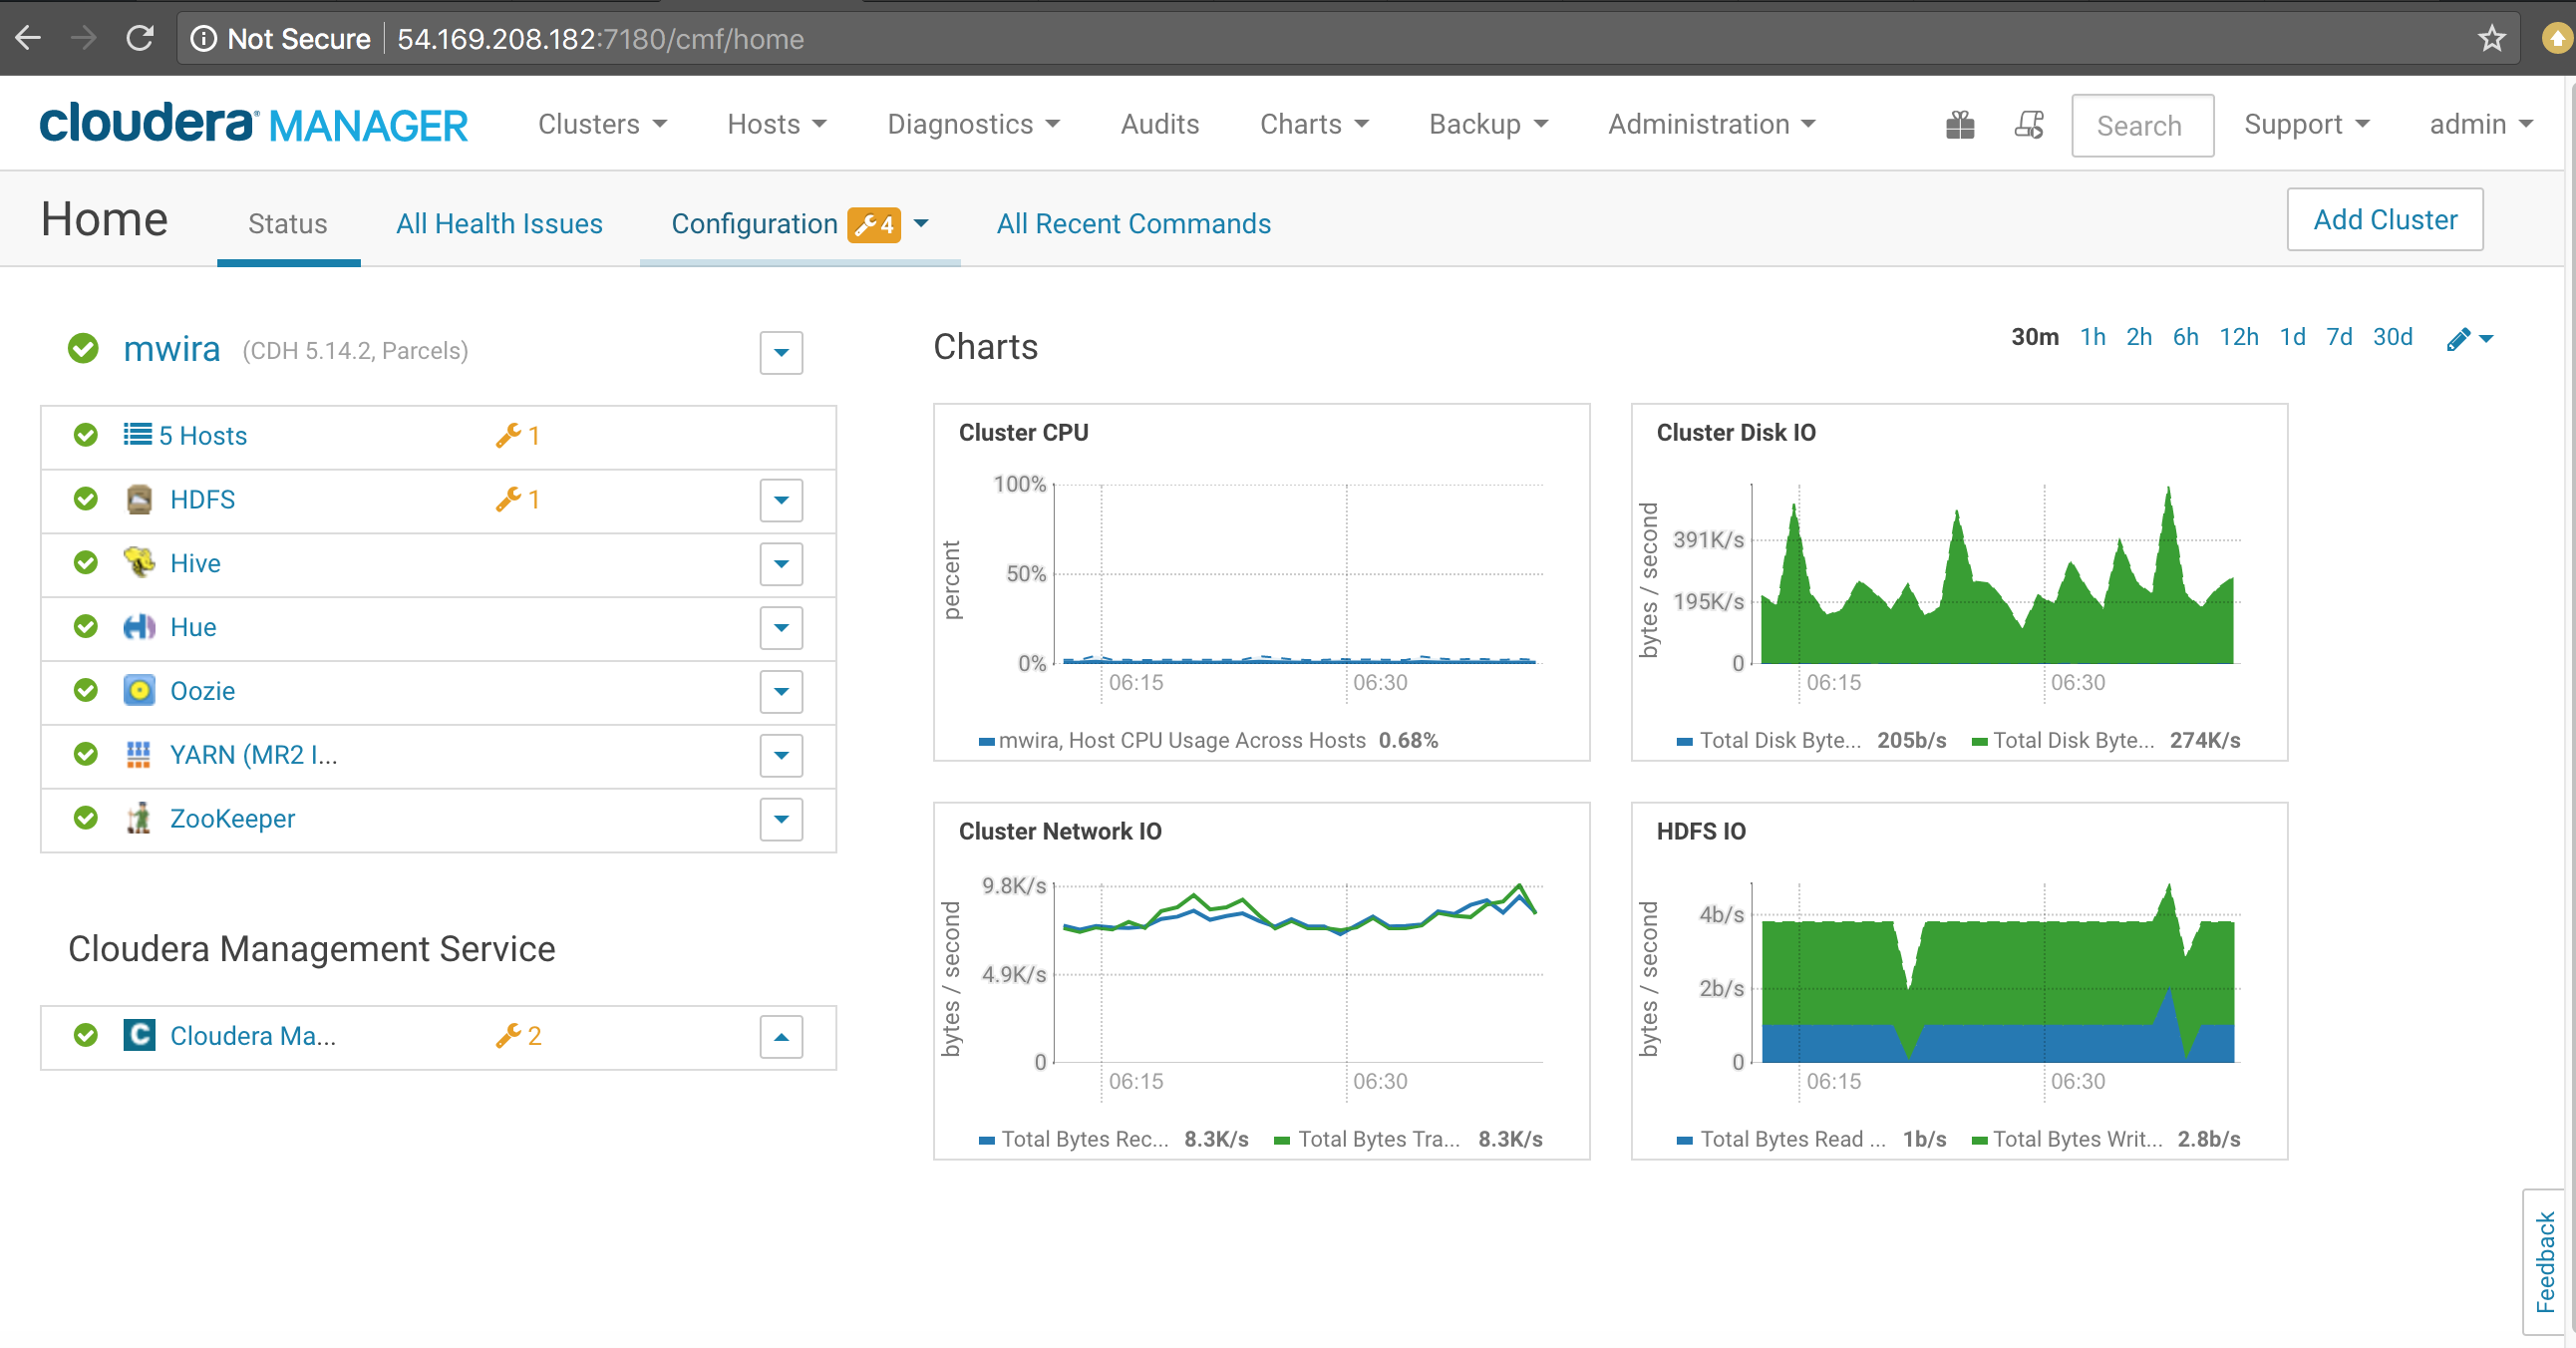 Not Secure 54.169.208.182:7180/cmf/home
cloudera MANAGER Clusters Hosts Diagnostics Audits Charts Backup Administration Search Support admin
Home Status All Health Issues Configuration 4 All Recent Commands Add Cluster
mwira (CDH 5.14.2, Parcels)
5 Hosts 1
HDFS 1
Hive
Hue
Oozie
YARN (MR2 I...
ZooKeeper
Cloudera Management Service
C Cloudera Ma... 2
Charts 30m 1h 2h 6h 12h 1d 7d 30d
Cluster CPU
percent
100%
50%
0%
06:15 06:30
mwira, Host CPU Usage Across Hosts 0.68%
Cluster Disk IO
bytes / second
391K/s
195K/s
0
06:15 06:30
Total Disk Byte... 205b/s Total Disk Byte... 274K/s
Cluster Network IO
bytes / second
9.8K/s
4.9K/s
0
06:15 06:30
Total Bytes Rec... 8.3K/s Total Bytes Tra... 8.3K/s
HDFS IO
bytes / second
4b/s
2b/s
0
06:15 06:30
Total Bytes Read ... 1b/s Total Bytes Writ... 2.8b/s
Feedback